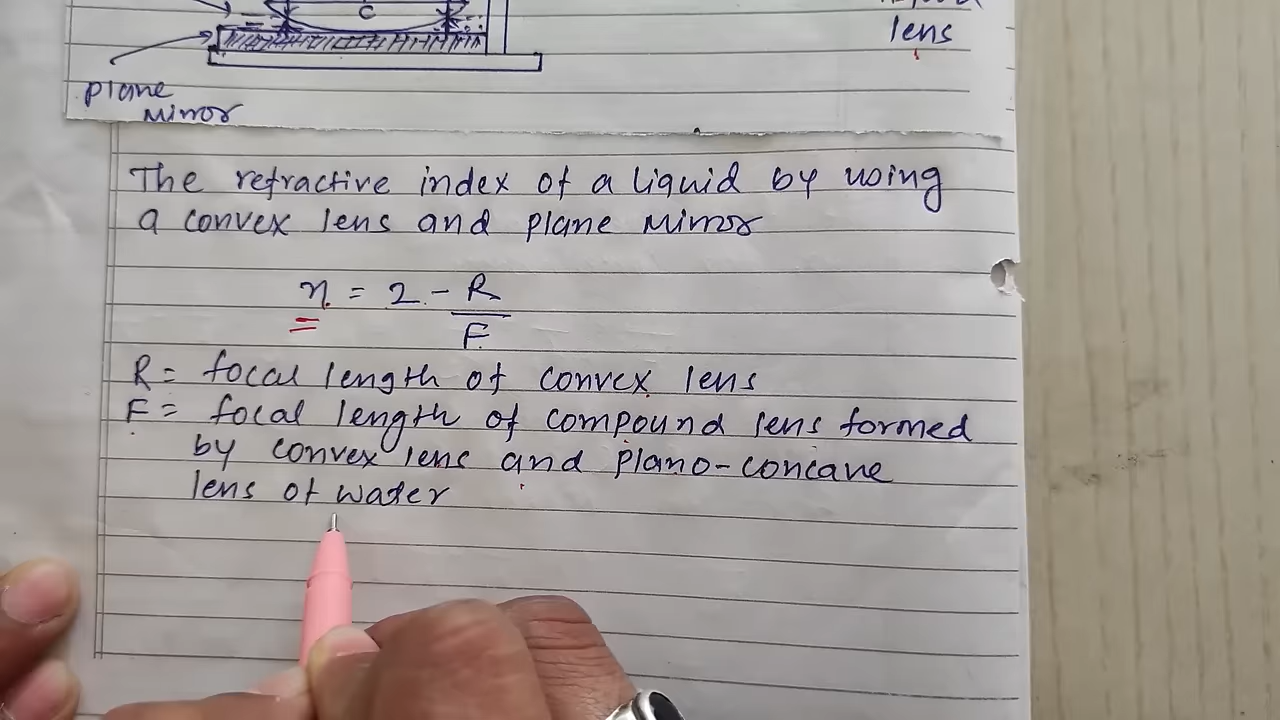 C
lens
plane
mirror
The refractive index of a liquid by using
a convex lens and plane mirror
η = 2 - R/F
R = focal length of convex lens
F = focal length of compound lens formed
by convex lens and plano-concave
lens of water